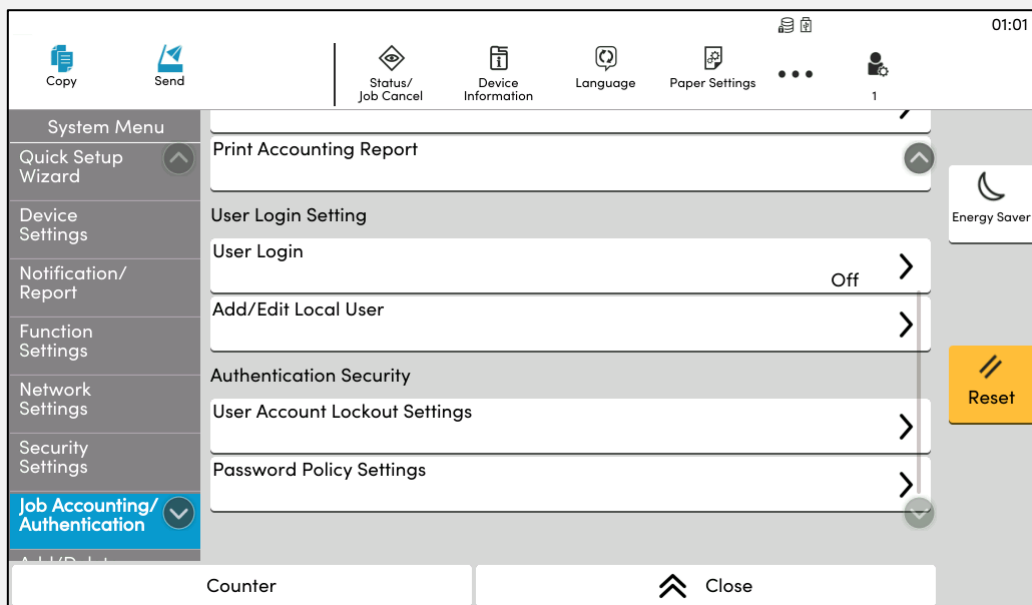 01:01
Copy
Send
Status/
Job Cancel
Device
Information
Language
Paper Settings
1
System Menu
Quick Setup
Wizard
Device
Settings
Notification/
Report
Function
Settings
Network
Settings
Security
Settings
Job Accounting/
Authentication
Print Accounting Report
User Login Setting
User Login
Off
Add/Edit Local User
Authentication Security
User Account Lockout Settings
Password Policy Settings
Energy Saver
Reset
Counter
Close